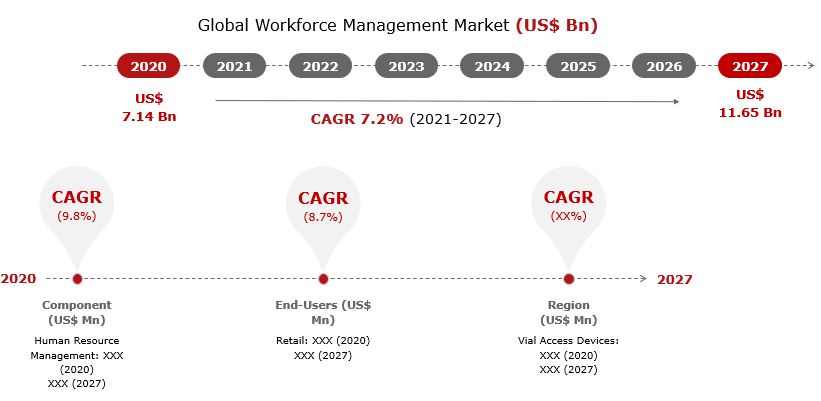 Global Workforce Management Market (US$ Bn)
2020 2021 2022 2023 2024 2025 2026 2027
US$
7.14 Bn
US$
11.65 Bn
CAGR 7.2% (2021-2027)
CAGR
(9.8%)
CAGR
(8.7%)
CAGR
(XX%)
2020
2027
Component
(US$ Mn)
Human Resource
Management: XXX
(2020)
XXX (2027)
End-Users (US$
Mn)
Retail: XXX (2020)
XXX (2027)
Region
(US$ Mn)
Vial Access Devices:
XXX (2020)
XXX (2027)